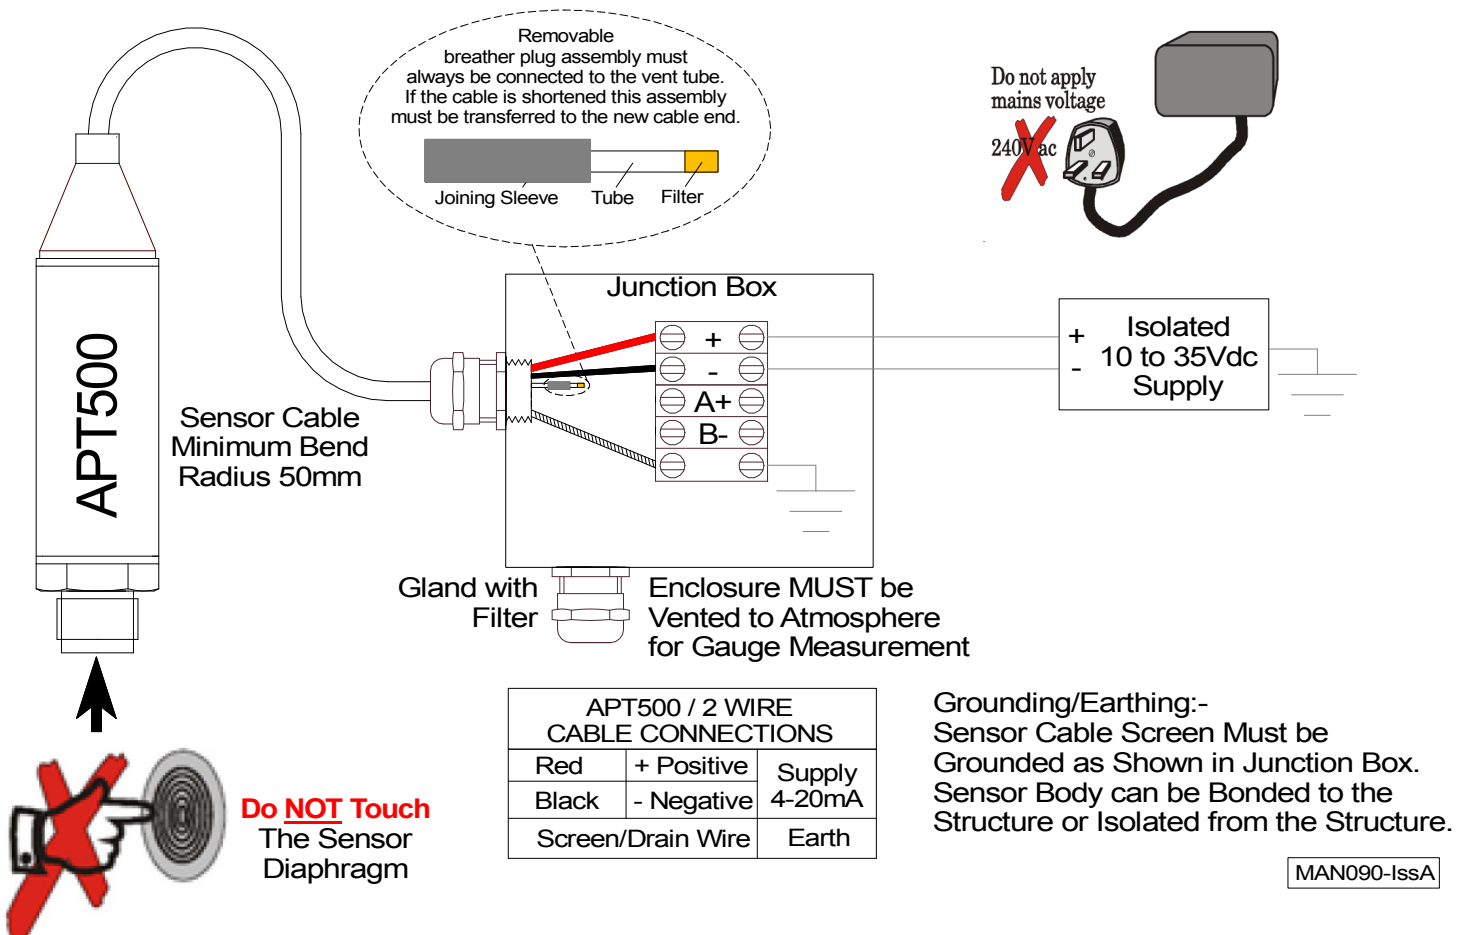 Removable
breather plug assembly must
always be connected to the vent tube.
If the cable is shortened this assembly
must be transferred to the new cable end.
Joining Sleeve
Tube
Filter
Do not apply
mains voltage
240V ac
APT500
Sensor Cable
Minimum Bend
Radius 50mm
Junction Box
+
-
A+
B-
+
-
Isolated
10 to 35Vdc
Supply
Gland with
Filter
Enclosure MUST be
Vented to Atmosphere
for Gauge Measurement
Do NOT Touch
The Sensor
Diaphragm
APT500 / 2 WIRE
CABLE CONNECTIONS
Red + Positive
Black - Negative
Supply
4-20mA
Screen/Drain Wire Earth
Grounding/Earthing:-
Sensor Cable Screen Must be
Grounded as Shown in Junction Box.
Sensor Body can be Bonded to the
Structure or Isolated from the Structure.
MAN090-IssA